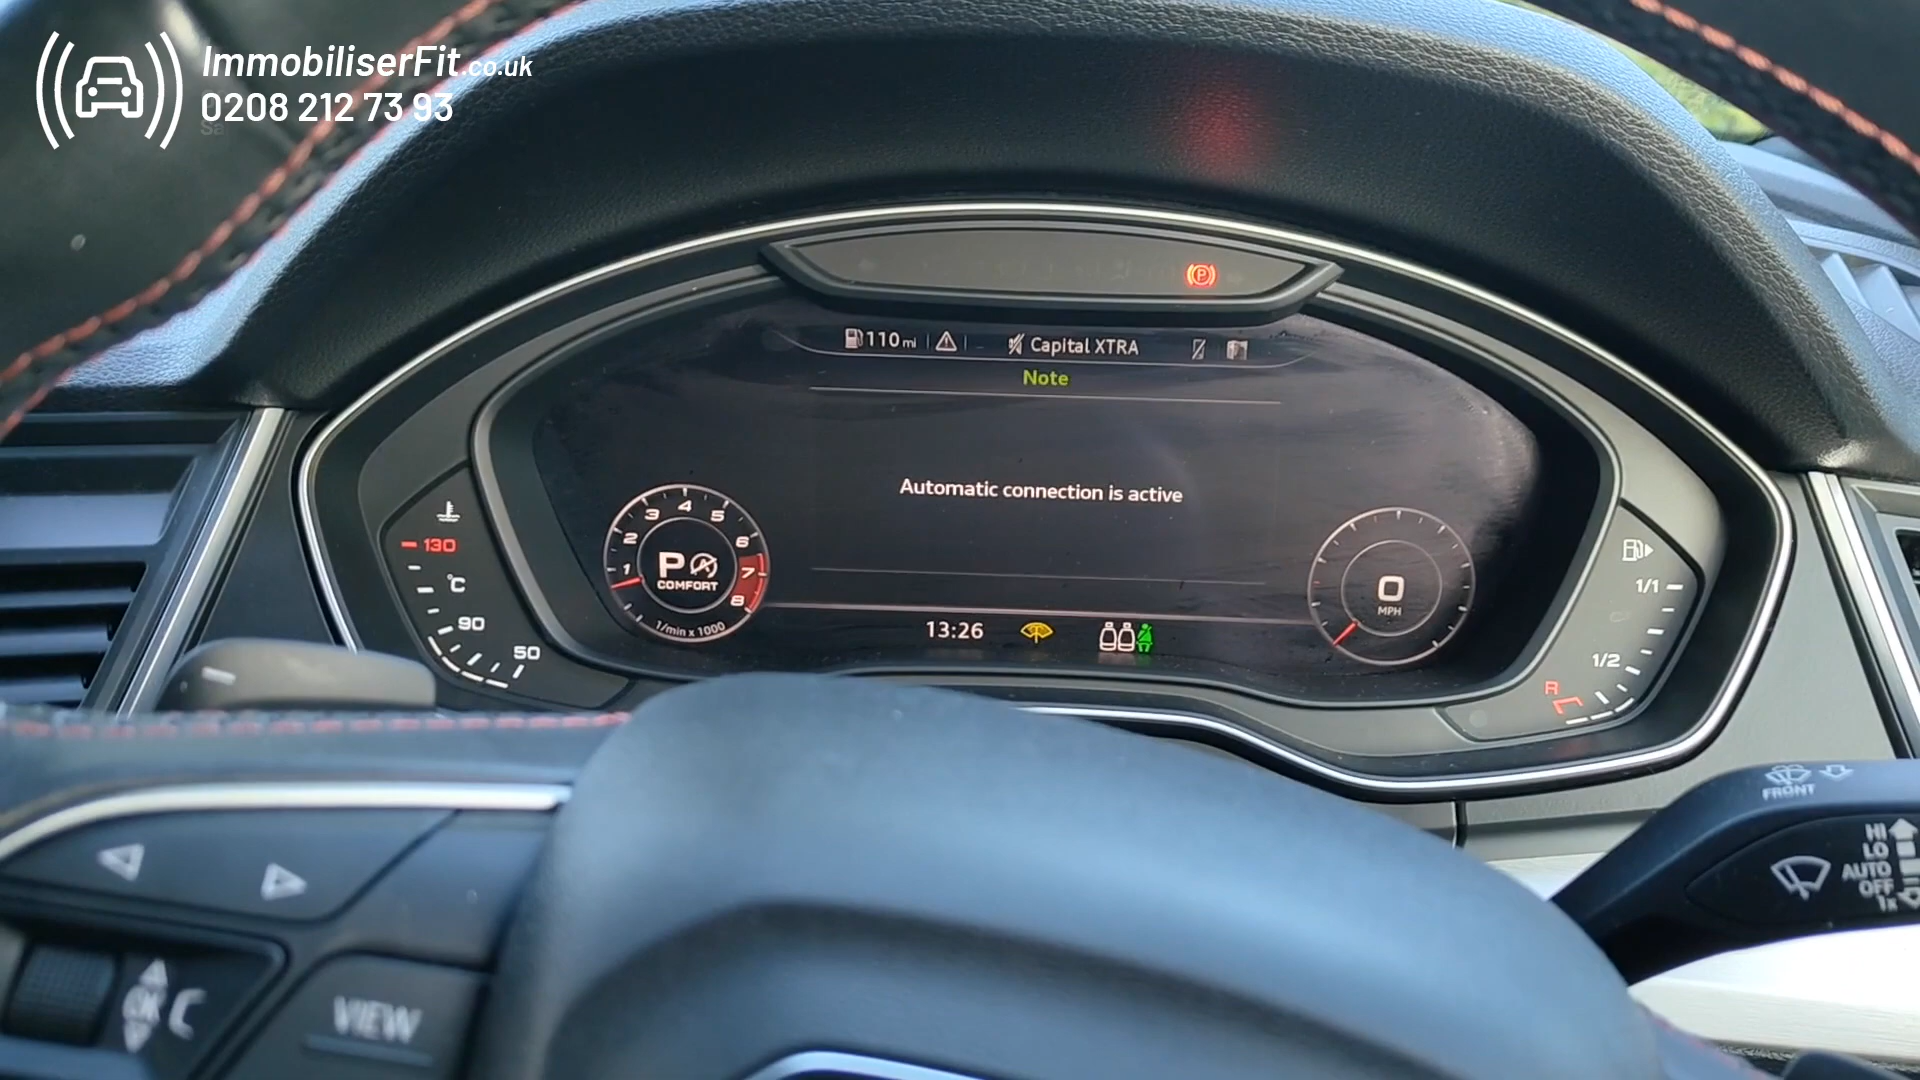 ImmobiliserFit.co.uk
0208 212 73 93
110 mi
Capital XTRA
Note
Automatic connection is active
130
°C
90
50
1 2 3 4 5 6 7 8
P
COMFORT
1/min x 1000
0
MPH
13:26
1/1
1/2
R
FRONT
HI
LO
AUTO
OFF
1x
OK C
VIEW